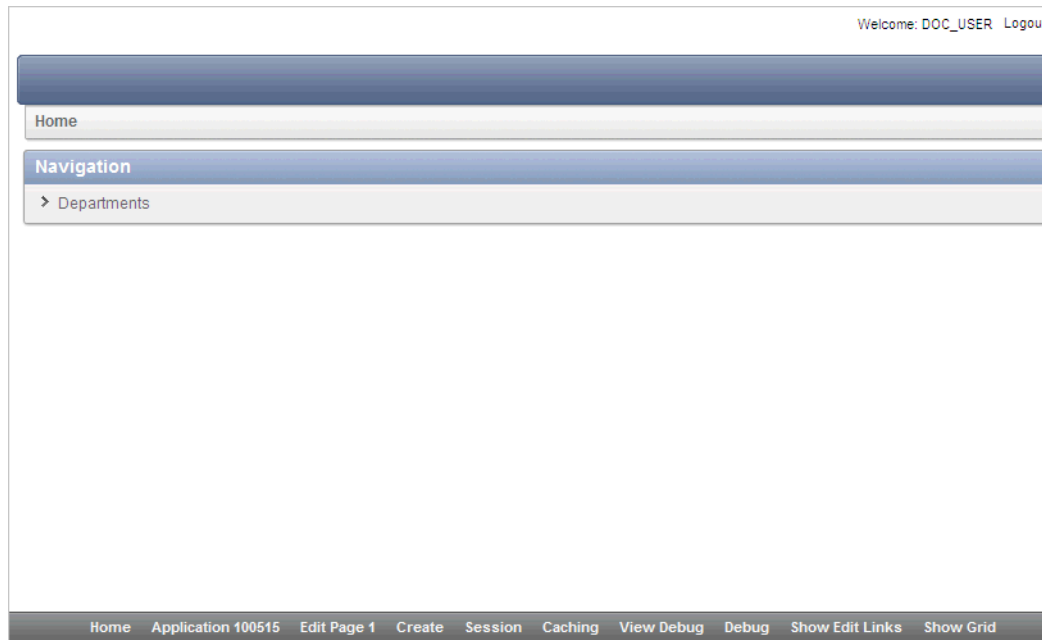 Welcome: DOC_USER Logou
Home
Navigation
Departments
Home Application 100515 Edit Page 1 Create Session Caching View Debug Debug Show Edit Links Show Grid